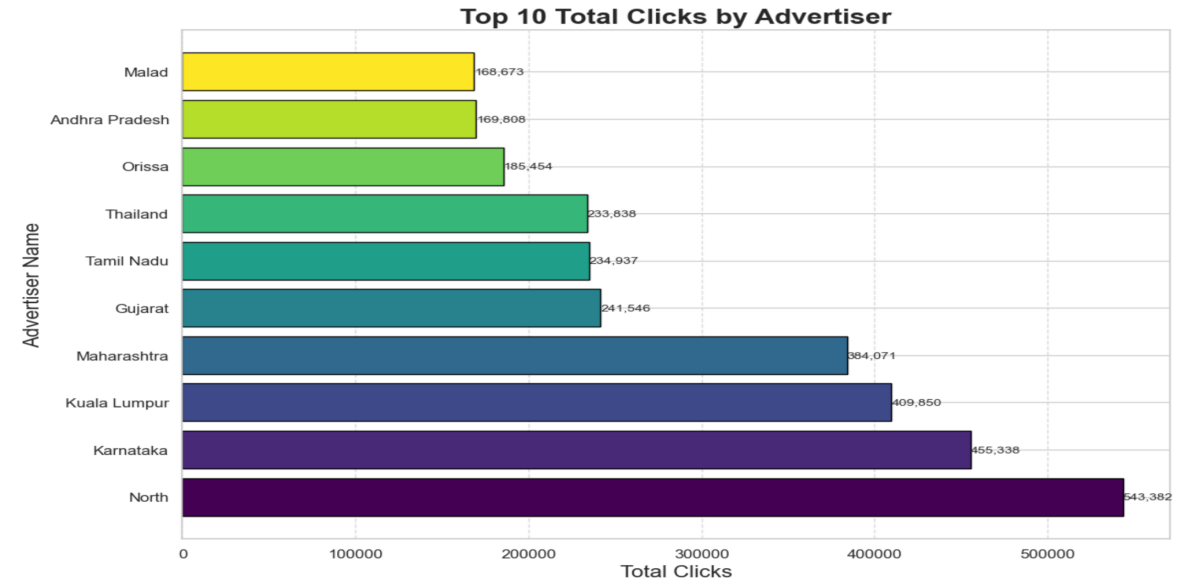 Top 10 Total Clicks by Advertiser
Advertiser Name
Malad 168,673
Andhra Pradesh 169,808
Orissa 185,454
Thailand 233,838
Tamil Nadu 234,937
Gujarat 241,546
Maharashtra 384,071
Kuala Lumpur 409,850
Karnataka 455,338
North 543,382
0 100000 200000 300000 400000 500000
Total Clicks